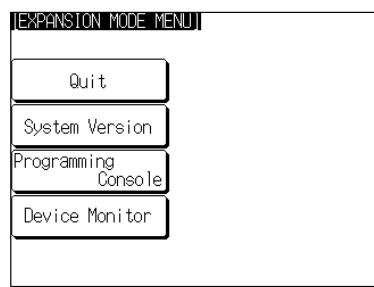 [EXPANSION MODE MENU]
Quit
System Version
Programming
Console
Device Monitor